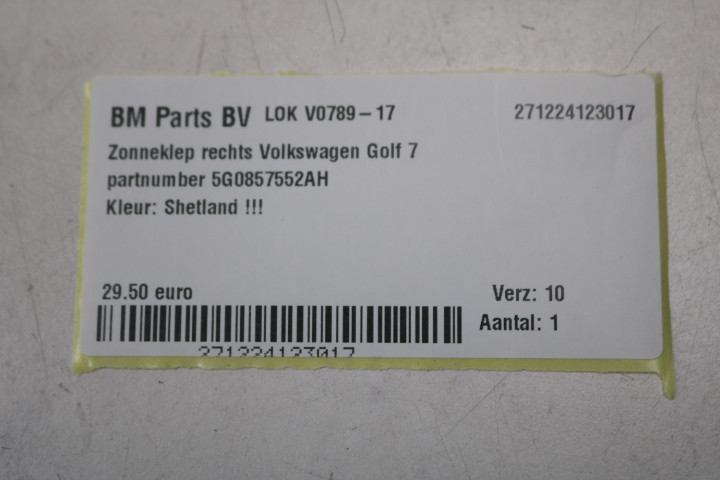 BM Parts BV LOK V0789-17 271224123017
Zonneklep rechts Volkswagen Golf 7
partnumber 5G0857552AH
Kleur: Shetland !!!
29.50 euro Verz: 10
Aantal: 1
271224123017